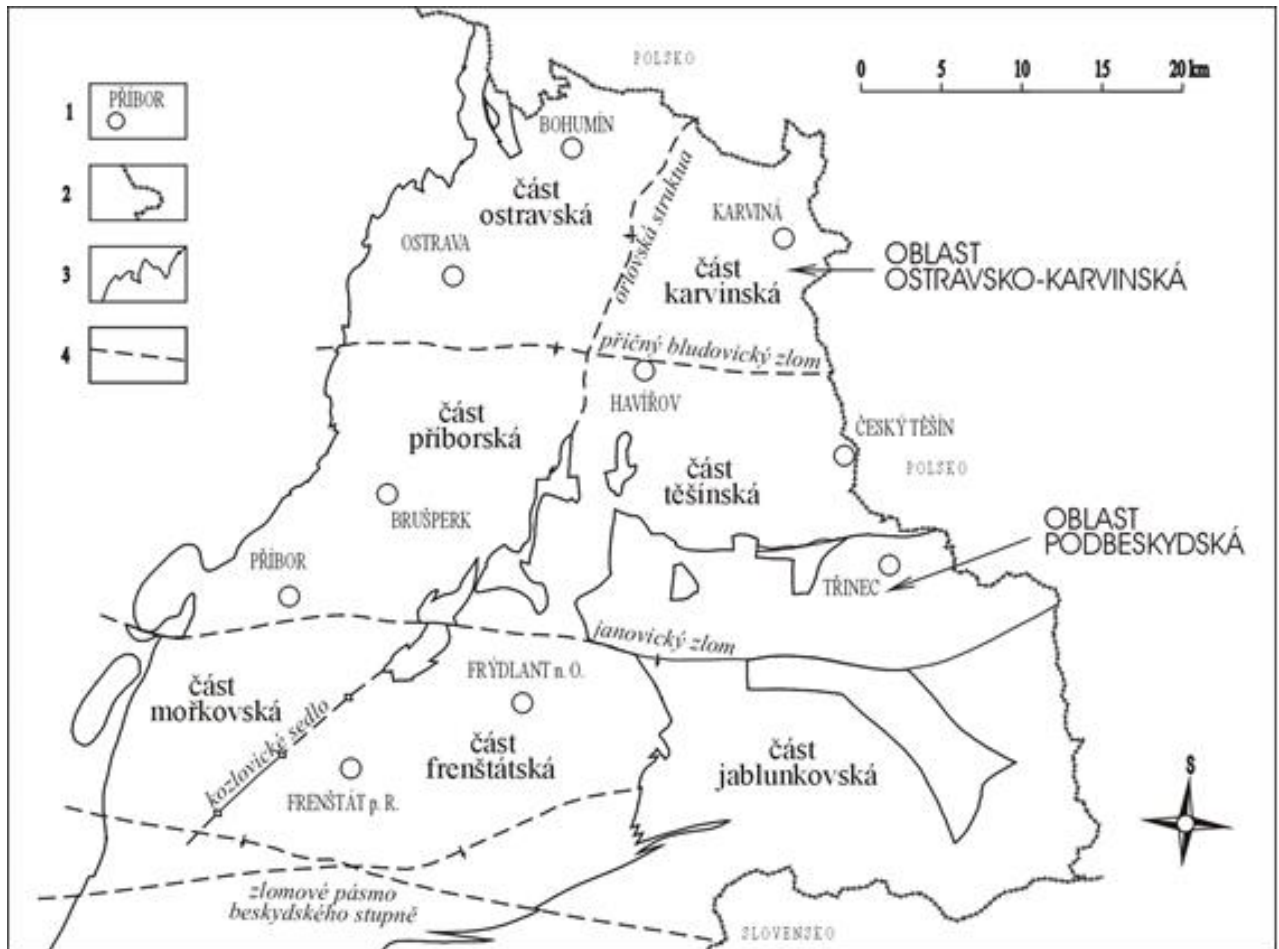 POLSKO
0 5 10 15 20 km
1 PŘÍBOR
2
3
4
BOHUMÍN
část
ostravská
orlovská struktua
KARVINÁ
OSTRAVA
část
karvinská
OBLAST
OSTRAVSKO-KARVINSKÁ
příčný bludovický zlom
HAVÍŘOV
část
příborská
ČESKÝ TĚŠÍN
POLSKO
část
těšínská
BRUŠPERK
OBLAST
PODBESKYDSKÁ
PŘÍBOR
TŘINEC
janovický zlom
FRÝDLANT n. O.
část
mořkovská
kozlovické sedlo
část
frenštátská
část
jablunkovská
FRENŠTÁT p. R.
S
zlomové pásmo
beskydského stupně
SLOVENSKO